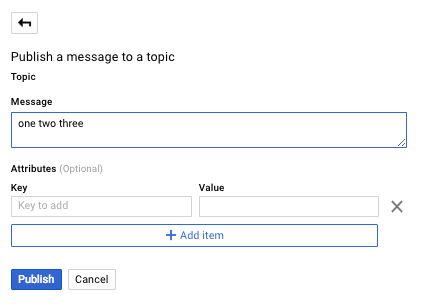 Publish a message to a topic
Topic
Message
one two three
Attributes (Optional)
Key Value
Key to add
Add item
Publish Cancel